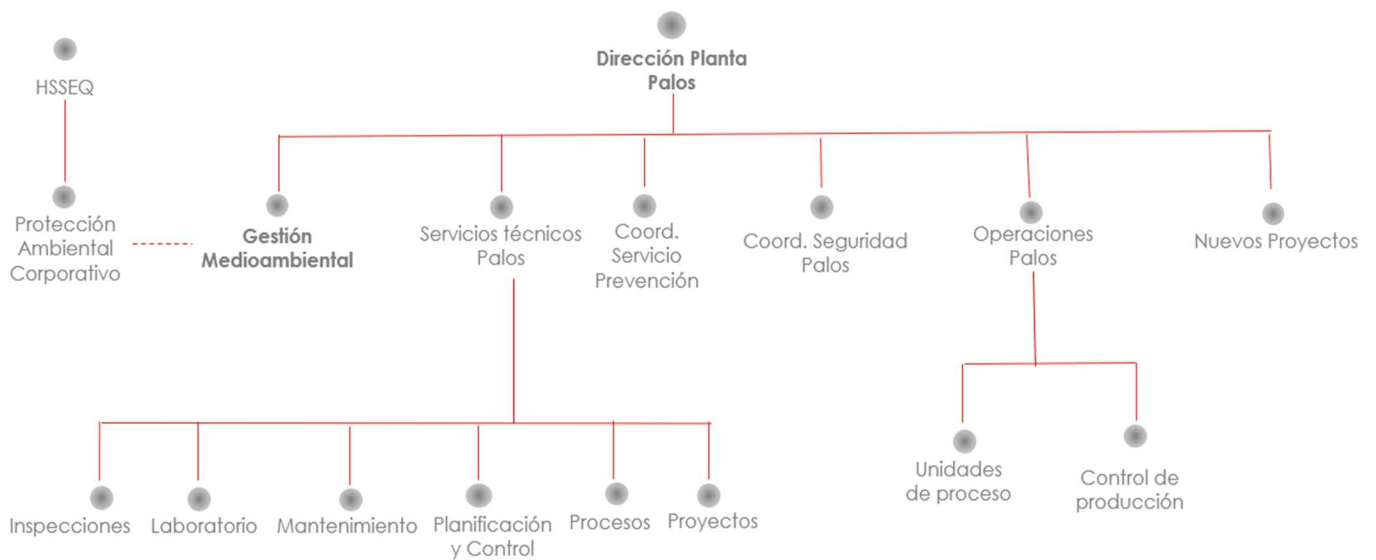 Dirección Planta
Palos
HSSEQ
Protección
Ambiental
Corporativo
Gestión
Medioambiental
Servicios técnicos
Palos
Coord.
Servicio
Prevención
Coord. Seguridad
Palos
Operaciones
Palos
Nuevos Proyectos
Inspecciones
Laboratorio
Mantenimiento
Planificación
y Control
Procesos
Proyectos
Unidades
de proceso
Control de
producción